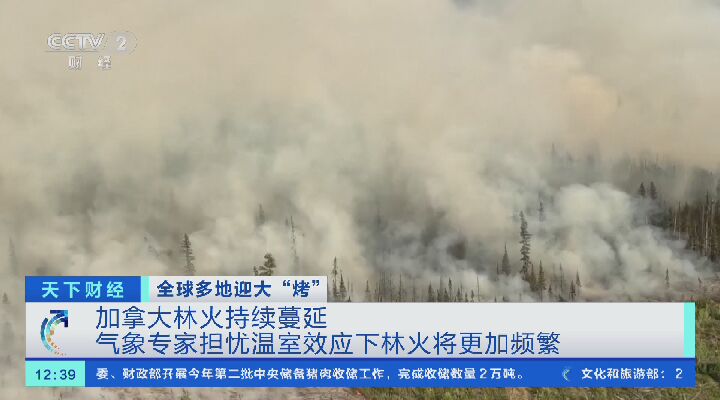 CCTV 2
财经
天下财经
全球多地迎大“烤”
加拿大林火持续蔓延
气象专家担忧温室效应下林火将更加频繁
12:39
委、财政部开展今年第二批中央储备猪肉收储工作，完成收储数量2万吨。
文化和旅游部：2